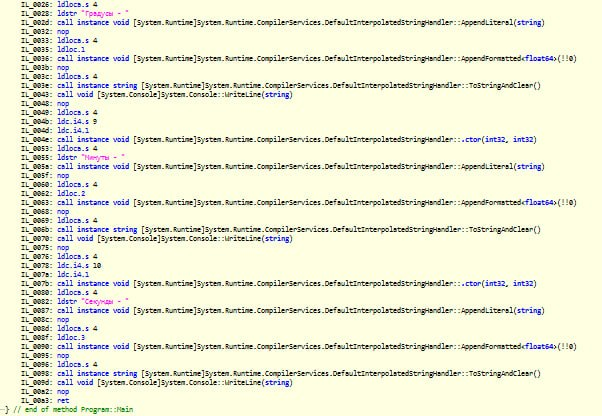 IL_0026: ldloca.s 4
IL_0028: ldstr "Градусы - "
IL_002d: call instance void [System.Runtime]System.Runtime.CompilerServices.DefaultInterpolatedStringHandler::AppendLiteral(string)
IL_0032: nop
IL_0033: ldloca.s 4
IL_0035: ldloc.1
IL_0036: call instance void [System.Runtime]System.Runtime.CompilerServices.DefaultInterpolatedStringHandler::AppendFormatted<float64>(!!0)
IL_003b: nop
IL_003c: ldloca.s 4
IL_003e: call instance string [System.Runtime]System.Runtime.CompilerServices.DefaultInterpolatedStringHandler::ToStringAndClear()
IL_0043: call void [System.Console]System.Console::WriteLine(string)
IL_0048: nop
IL_0049: ldloca.s 4
IL_004b: ldc.i4.s 9
IL_004d: ldc.i4.1
IL_004e: call instance void [System.Runtime]System.Runtime.CompilerServices.DefaultInterpolatedStringHandler::.ctor(int32, int32)
IL_0053: ldloca.s 4
IL_0055: ldstr "Минуты - "
IL_005a: call instance void [System.Runtime]System.Runtime.CompilerServices.DefaultInterpolatedStringHandler::AppendLiteral(string)
IL_005f: nop
IL_0060: ldloca.s 4
IL_0062: ldloc.2
IL_0063: call instance void [System.Runtime]System.Runtime.CompilerServices.DefaultInterpolatedStringHandler::AppendFormatted<float64>(!!0)
IL_0068: nop
IL_0069: ldloca.s 4
IL_006b: call instance string [System.Runtime]System.Runtime.CompilerServices.DefaultInterpolatedStringHandler::ToStringAndClear()
IL_0070: call void [System.Console]System.Console::WriteLine(string)
IL_0075: nop
IL_0076: ldloca.s 4
IL_0078: ldc.i4.s 10
IL_007a: ldc.i4.1
IL_007b: call instance void [System.Runtime]System.Runtime.CompilerServices.DefaultInterpolatedStringHandler::.ctor(int32, int32)
IL_0080: ldloca.s 4
IL_0082: ldstr "Секунды - "
IL_0087: call instance void [System.Runtime]System.Runtime.CompilerServices.DefaultInterpolatedStringHandler::AppendLiteral(string)
IL_008c: nop
IL_008d: ldloca.s 4
IL_008f: ldloc.3
IL_0090: call instance void [System.Runtime]System.Runtime.CompilerServices.DefaultInterpolatedStringHandler::AppendFormatted<float64>(!!0)
IL_0095: nop
IL_0096: ldloca.s 4
IL_0098: call instance string [System.Runtime]System.Runtime.CompilerServices.DefaultInterpolatedStringHandler::ToStringAndClear()
IL_009d: call void [System.Console]System.Console::WriteLine(string)
IL_00a2: nop
IL_00a3: ret
} // end of method Program::Main